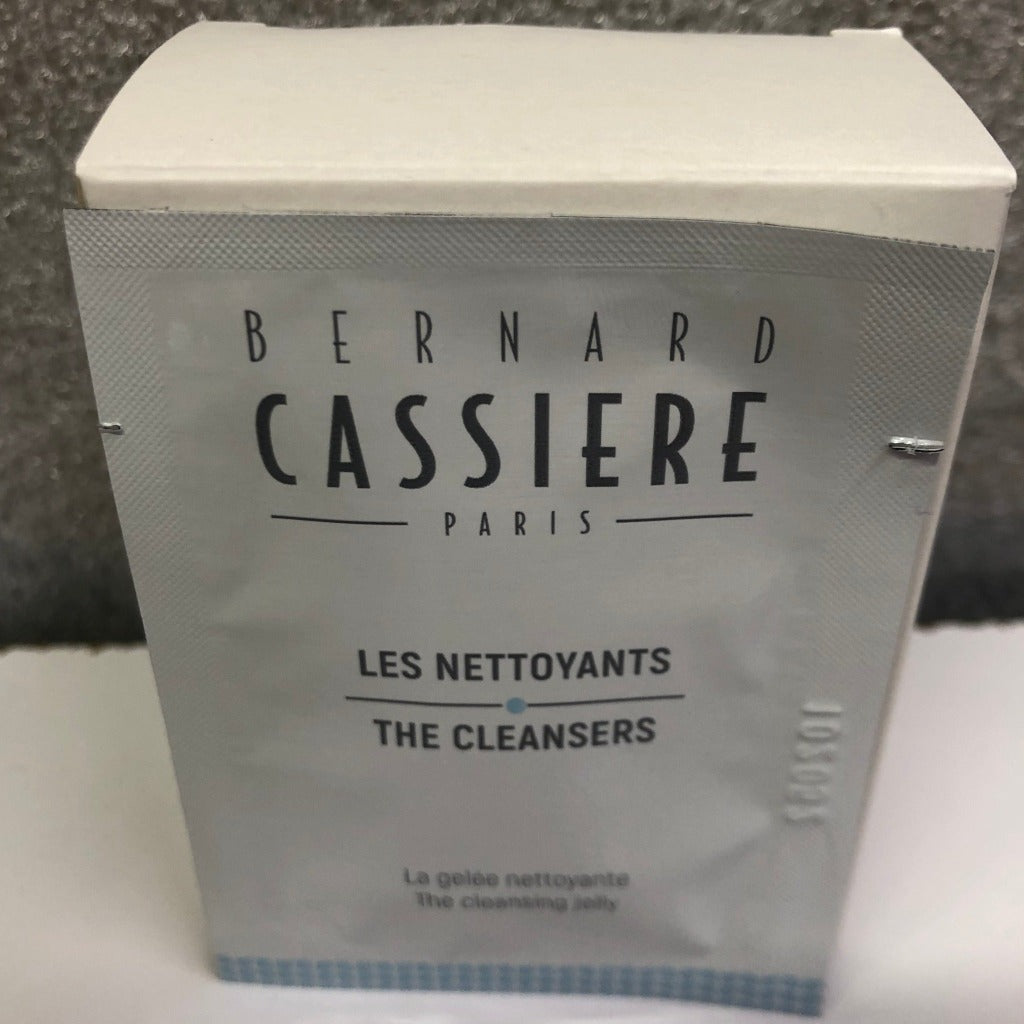 BERNARD
CASSIERE
PARIS
LES NETTOYANTS
THE CLEANSERS
La gelée nettoyante
The cleansing jelly